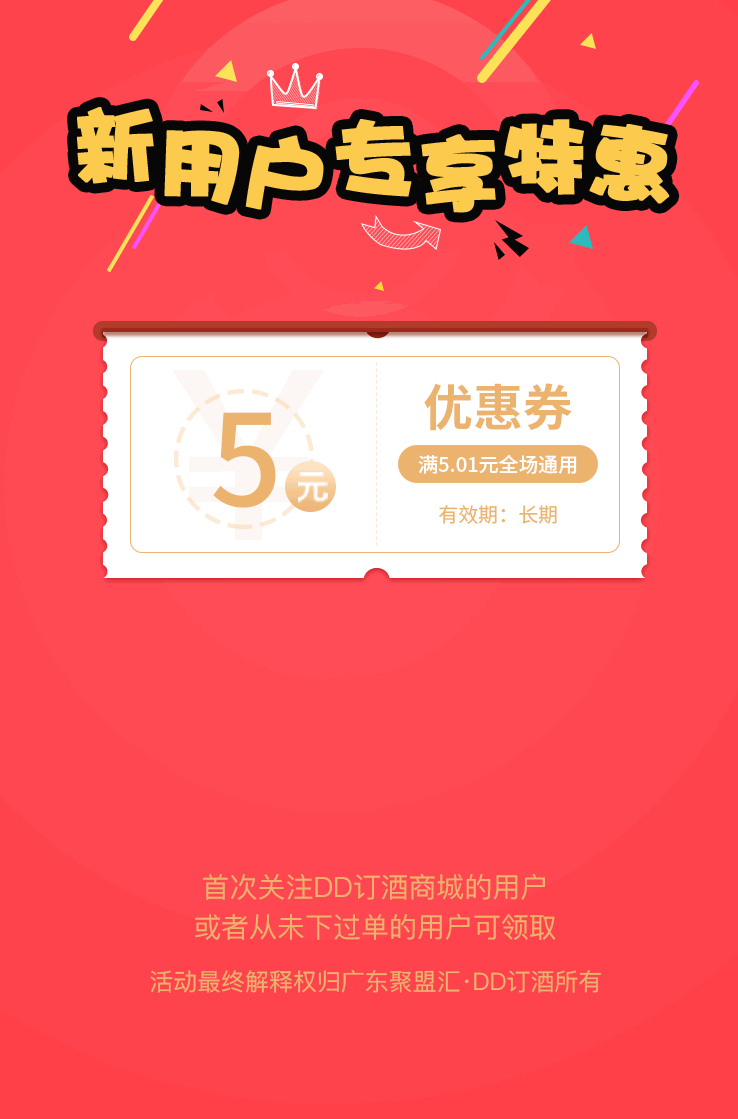 新用户专享特惠
¥
5元
优惠券
满5.01元全场通用
有效期：长期
首次关注DD订酒商城的用户
或者从未下过单的用户可领取
活动最终解释权归广东聚盟汇·DD订酒所有